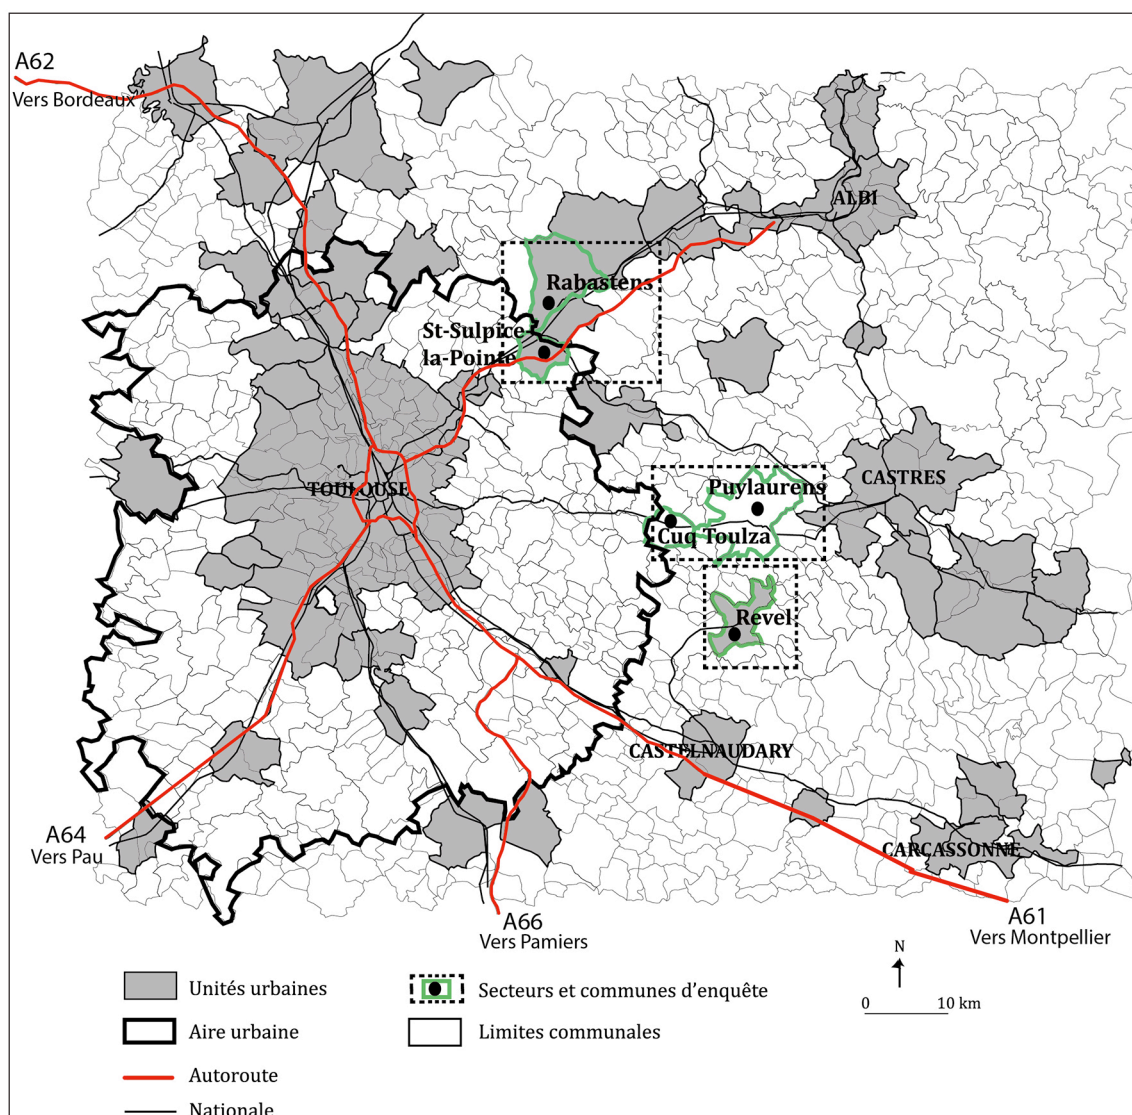 A62
Vers Bordeaux
ALBI
Rabastens
St-Sulpice-
la-Pointe
TOULOUSE
Puylaurens
CASTRES
Cuq Toulza
Revel
CASTELNAUDARY
A64
Vers Pau
CARCASSONNE
A66
Vers Pamiers
A61
Vers Montpellier
N
Unités urbaines
Secteurs et communes d'enquête
0 10 km
Aire urbaine
Limites communales
Autoroute
Nationale